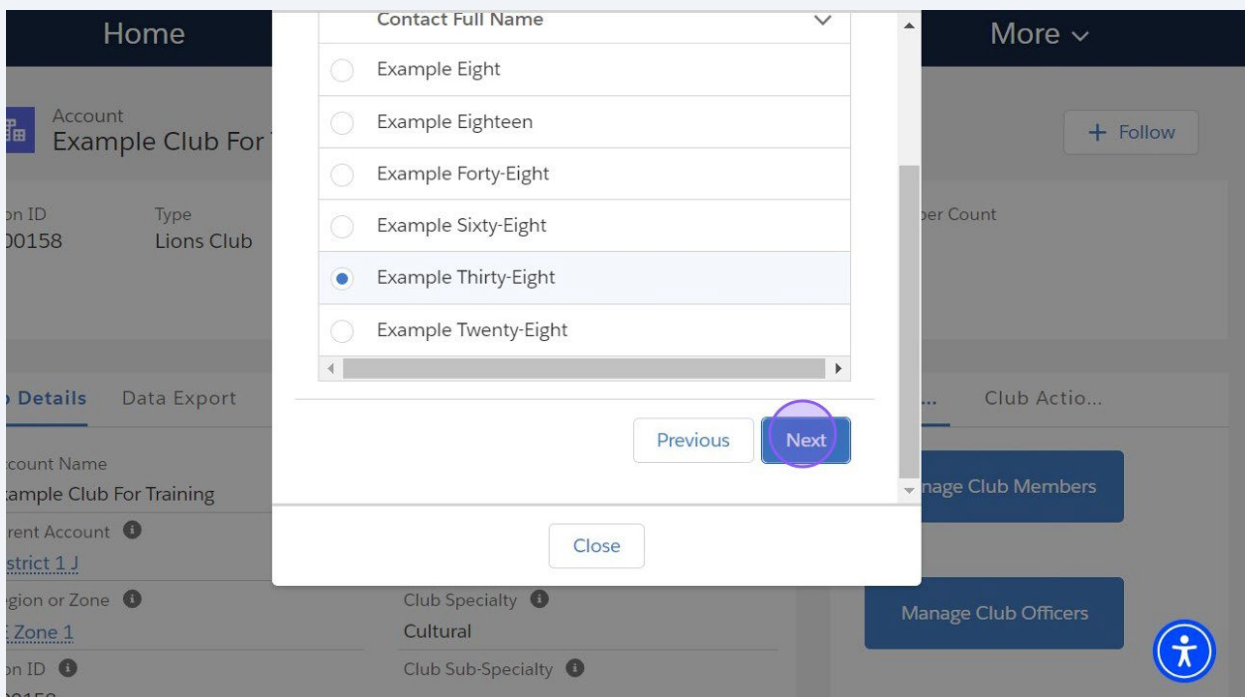 Home
More
Contact Full Name
Example Eight
Example Eighteen
Example Forty-Eight
Example Sixty-Eight
Example Thirty-Eight
Example Twenty-Eight
Previous
Next
Close
Account
Example Club For
+ Follow
on ID
Type
per Count
00158
Lions Club
Details
Data Export
...
Club Actio...
ccount Name
ample Club For Training
nage Club Members
rent Account
strict 1 J
gion or Zone
Club Specialty
Zone 1
Cultural
Manage Club Officers
on ID
Club Sub-Specialty